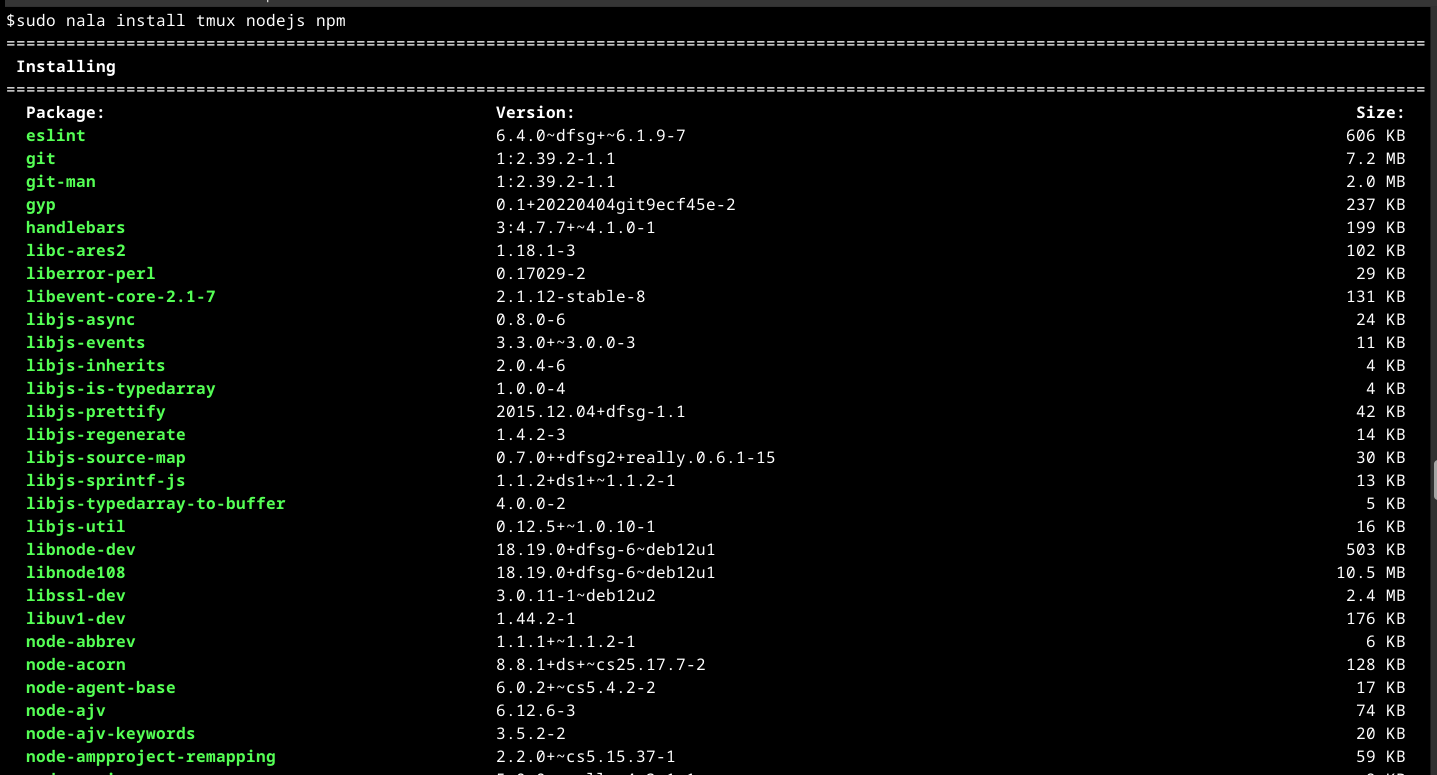 $sudo nala install tmux nodejs npm
==============================================================================================================================================
Installing
==============================================================================================================================================
Package: Version: Size:
eslint 6.4.0~dfsg+~6.1.9-7 606 KB
git 1:2.39.2-1.1 7.2 MB
git-man 1:2.39.2-1.1 2.0 MB
gyp 0.1+20220404git9ecf45e-2 237 KB
handlebars 3:4.7.7+~4.1.0-1 199 KB
libc-ares2 1.18.1-3 102 KB
liberror-perl 0.17029-2 29 KB
libevent-core-2.1-7 2.1.12-stable-8 131 KB
libjs-async 0.8.0-6 24 KB
libjs-events 3.3.0+~3.0.0-3 11 KB
libjs-inherits 2.0.4-6 4 KB
libjs-is-typedarray 1.0.0-4 4 KB
libjs-prettify 2015.12.04+dfsg-1.1 42 KB
libjs-regenerate 1.4.2-3 14 KB
libjs-source-map 0.7.0++dfsg2+really.0.6.1-15 30 KB
libjs-sprintf-js 1.1.2+ds1+~1.1.2-1 13 KB
libjs-typedarray-to-buffer 4.0.0-2 5 KB
libjs-util 0.12.5+~1.0.10-1 16 KB
libnode-dev 18.19.0+dfsg-6~deb12u1 503 KB
libnode108 18.19.0+dfsg-6~deb12u1 10.5 MB
libssl-dev 3.0.11-1~deb12u2 2.4 MB
libuv1-dev 1.44.2-1 176 KB
node-abbrev 1.1.1+~1.1.2-1 6 KB
node-acorn 8.8.1+ds+~cs25.17.7-2 128 KB
node-agent-base 6.0.2+~cs5.4.2-2 17 KB
node-ajv 6.12.6-3 74 KB
node-ajv-keywords 3.5.2-2 20 KB
node-ampproject-remapping 2.2.0+~cs5.15.37-1 59 KB